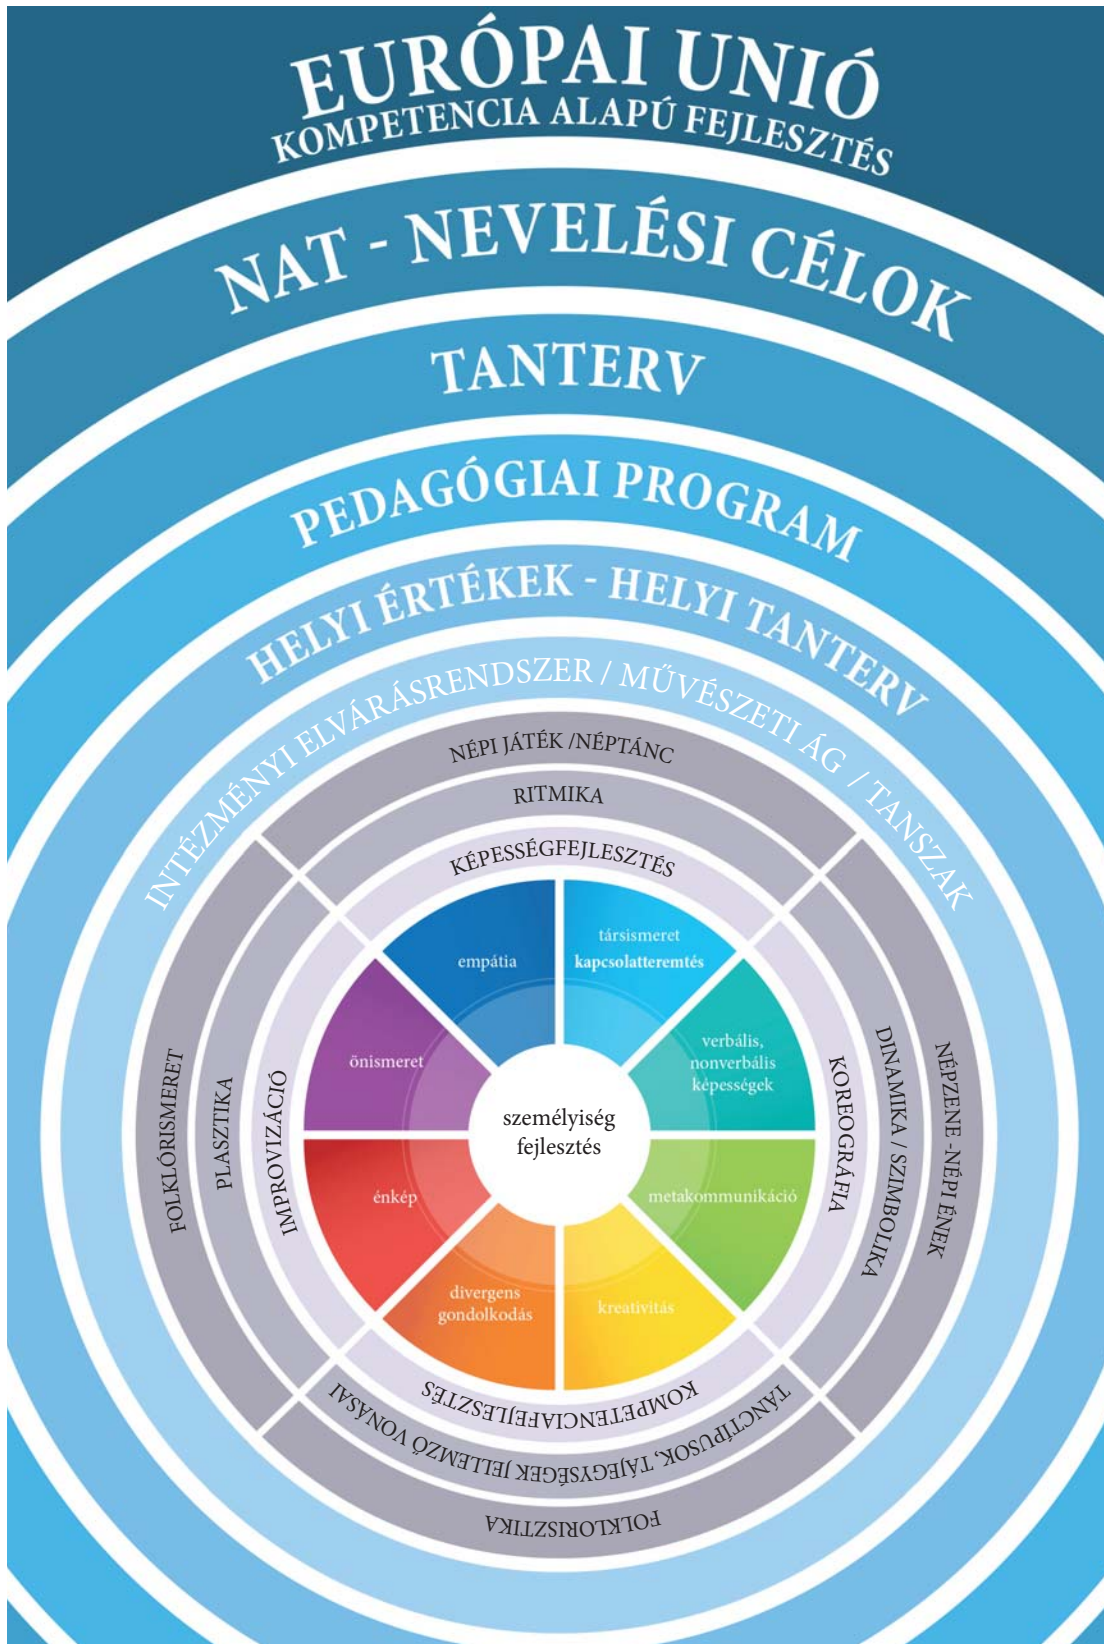 EURÓPAI UNIÓ
KOMPETENCIA ALAPÚ FEJLESZTÉS
NAT - NEVELÉSI CÉLOK
TANTERV
PEDAGÓGIAI PROGRAM
HELYI ÉRTÉKEK - HELYI TANTERV
INTÉZMÉNYI ELVÁRÁSRENDSZER / MŰVÉSZETI ÁG / TANSZAK
NÉPI JÁTÉK /NÉPTÁNC
RITMIKA
KÉPESSÉGFEJLESZTÉS
FOLKLÓRISMERET
PLASZTIKA
IMPROVIZÁCIÓ
empátia
társismeret
kapcsolatteremtés
önismeret
verbális,
nonverbális
képességek
személyiség
fejlesztés
énkép
metakommunikáció
divergens
gondolkodás
kreativitás
KOREOGRÁFIA
DINAMIKA / SZIMBOLIKA
NÉPZENE -NÉPI ÉNEK
KOMPETENCIAFEJLESZTÉS
TÁNCTÍPUSOK, TÁJEGYSÉGEK JELLEMZŐ VONÁSAI
FOLKLORISZTIKA